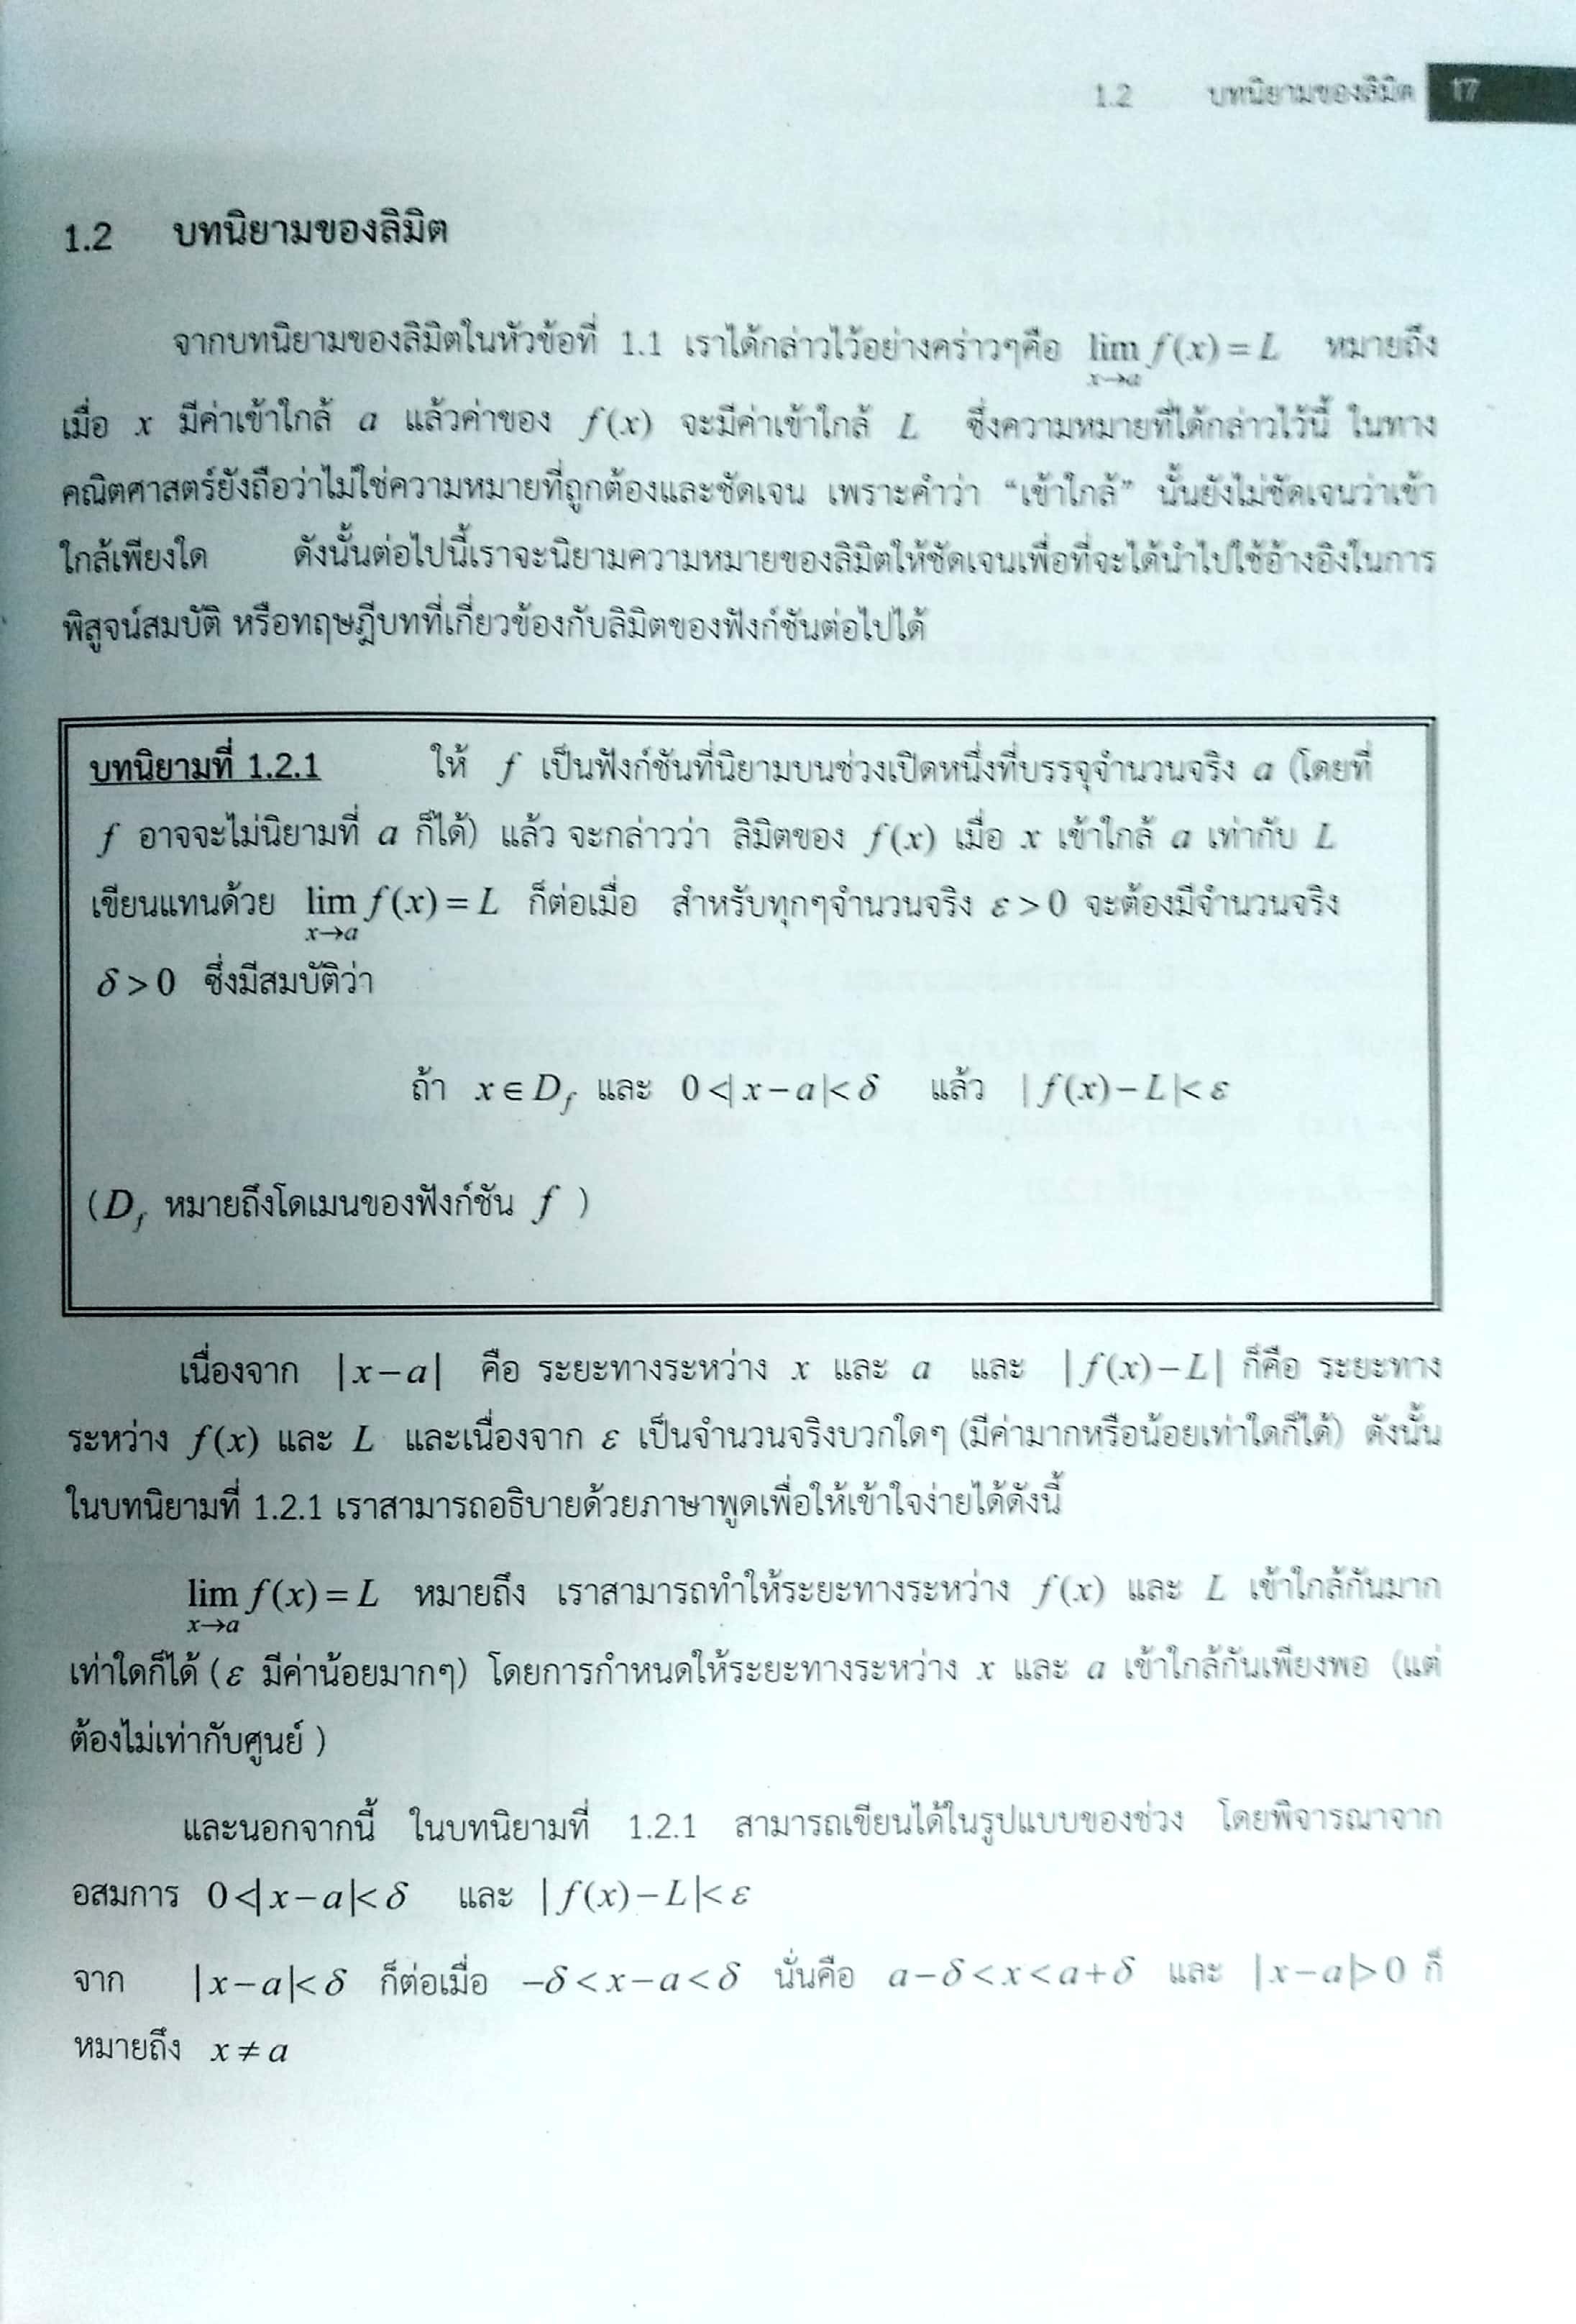 1.2 บทนิยามของลิมิต 17
1.2 บทนิยามของลิมิต
จากบทนิยามของลิมิตในหัวข้อที่ 1.1 เราได้กล่าวไว้อย่างคร่าวๆคือ lim f(x) = L หมายถึง
x→a
เมื่อ x มีค่าเข้าใกล้ a แล้วค่าของ f(x) จะมีค่าเข้าใกล้ L ซึ่งความหมายที่ได้กล่าวไว้นี้ ในทาง
คณิตศาสตร์ยังถือว่าไม่ใช่ความหมายที่ถูกต้องและชัดเจน เพราะคำว่า “เข้าใกล้” นั้นยังไม่ชัดเจนว่าเข้า
ใกล้เพียงใด ดังนั้นต่อไปนี้เราจะนิยามความหมายของลิมิตให้ชัดเจนเพื่อที่จะได้นำไปใช้อ้างอิงในการ
พิสูจน์สมบัติ หรือทฤษฎีบทที่เกี่ยวข้องกับลิมิตของฟังก์ชันต่อไปได้
บทนิยามที่ 1.2.1 ให้ f เป็นฟังก์ชันที่นิยามบนช่วงเปิดหนึ่งที่บรรจุจำนวนจริง a (โดยที่
f อาจจะไม่นิยามที่ a ก็ได้) แล้ว จะกล่าวว่า ลิมิตของ f(x) เมื่อ x เข้าใกล้ a เท่ากับ L
เขียนแทนด้วย lim f(x) = L ก็ต่อเมื่อ สำหรับทุกๆจำนวนจริง ε > 0 จะต้องมีจำนวนจริง
x→a
δ > 0 ซึ่งมีสมบัติว่า
ถ้า x ∈ D_f และ 0 <| x − a |< δ แล้ว | f(x) − L |< ε
( D_f หมายถึงโดเมนของฟังก์ชัน f )
เนื่องจาก | x − a | คือ ระยะทางระหว่าง x และ a และ | f(x) − L | ก็คือ ระยะทาง
ระหว่าง f(x) และ L และเนื่องจาก ε เป็นจำนวนจริงบวกใดๆ (มีค่ามากหรือน้อยเท่าใดก็ได้) ดังนั้น
ในบทนิยามที่ 1.2.1 เราสามารถอธิบายด้วยภาษาพูดเพื่อให้เข้าใจง่ายได้ดังนี้
lim f(x) = L หมายถึง เราสามารถทำให้ระยะทางระหว่าง f(x) และ L เข้าใกล้กันมาก
x→a
เท่าใดก็ได้ ( ε มีค่าน้อยมากๆ) โดยการกำหนดให้ระยะทางระหว่าง x และ a เข้าใกล้กันเพียงพอ (แต่
ต้องไม่เท่ากับศูนย์ )
และนอกจากนี้ ในบทนิยามที่ 1.2.1 สามารถเขียนได้ในรูปแบบของช่วง โดยพิจารณาจาก
อสมการ 0 <| x − a |< δ และ | f(x) − L |< ε
จาก | x − a |< δ ก็ต่อเมื่อ −δ < x − a < δ นั่นคือ a − δ < x < a + δ และ | x − a |> 0 ก็
หมายถึง x ≠ a